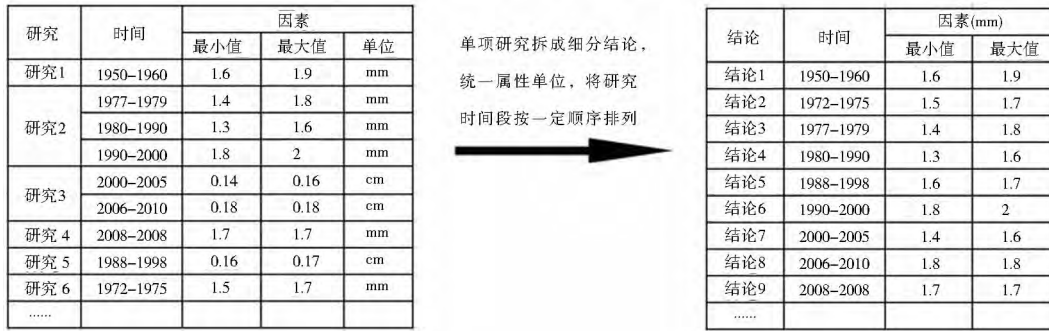 研究 时间 因素
最小值 最大值 单位
研究1 1950-1960 1.6 1.9 mm
研究2 1977-1979 1.4 1.8 mm
1980-1990 1.3 1.6 mm
1990-2000 1.8 2 mm
研究3 2000-2005 0.14 0.16 cm
2006-2010 0.18 0.18 cm
研究 4 2008-2008 1.7 1.7 mm
研究 5 1988-1998 0.16 0.17 cm
研究 6 1972-1975 1.5 1.7 mm
......
单项研究拆成细分结论，
统一属性单位，将研究
时间段按一定顺序排列
结论 时间 因素(mm)
最小值 最大值
结论1 1950-1960 1.6 1.9
结论2 1972-1975 1.5 1.7
结论3 1977-1979 1.4 1.8
结论4 1980-1990 1.3 1.6
结论5 1988-1998 1.6 1.7
结论6 1990-2000 1.8 2
结论7 2000-2005 1.4 1.6
结论8 2006-2010 1.8 1.8
结论9 2008-2008 1.7 1.7
......